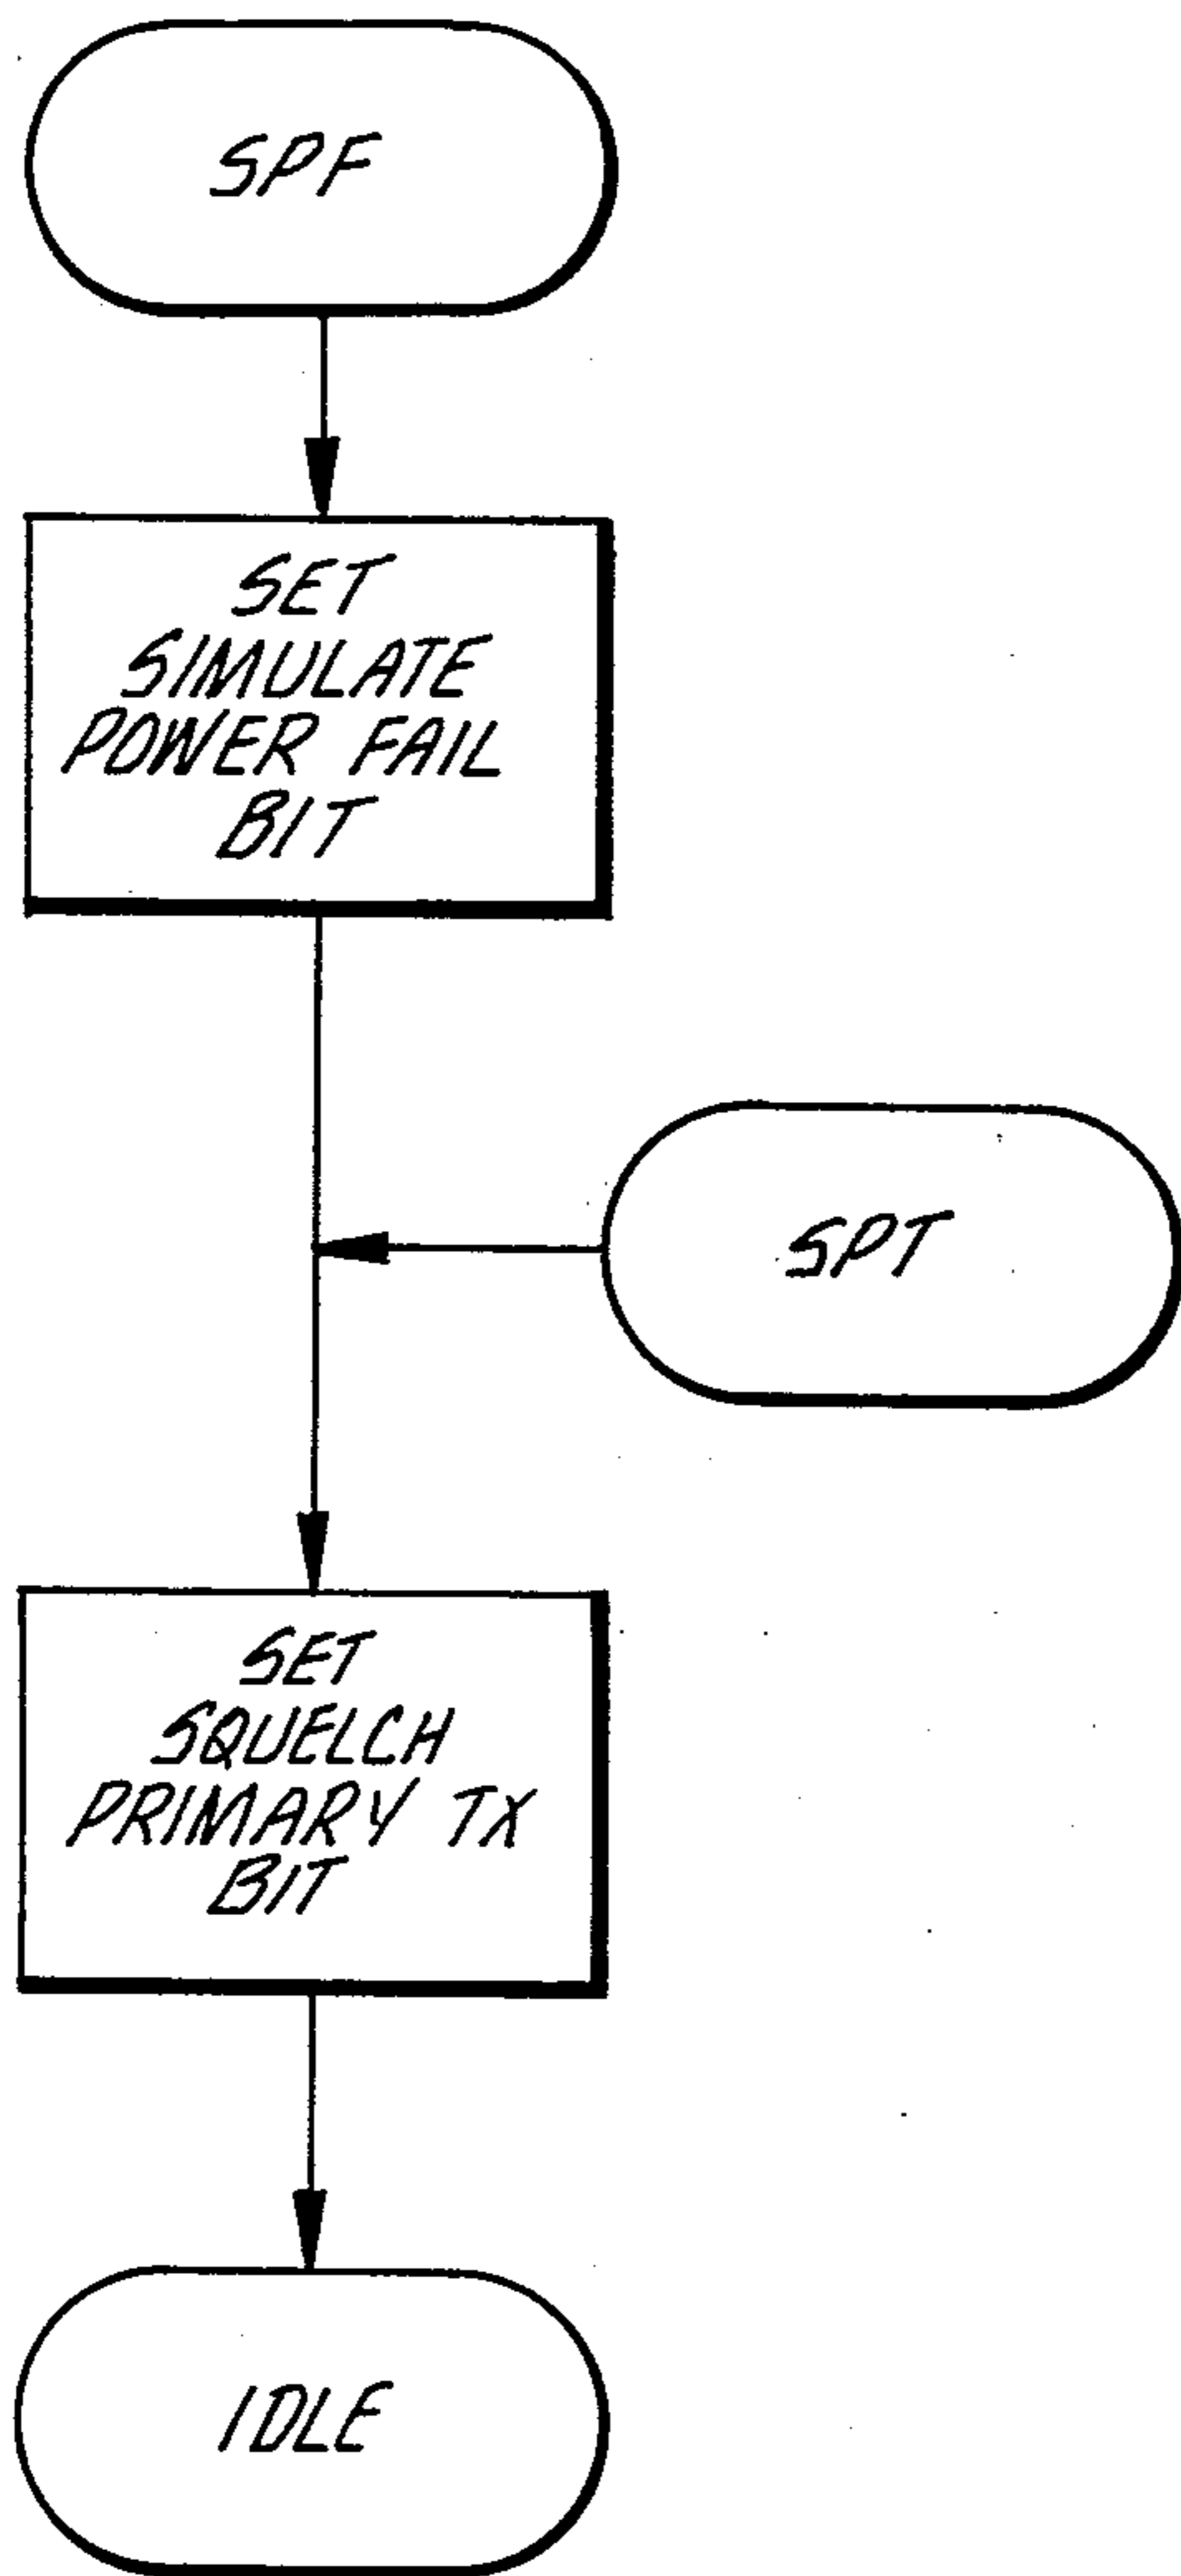 SPF
SET
SIMULATE
POWER FAIL
BIT
SPT
SET
SQUELCH
PRIMARY TX
BIT
IDLE